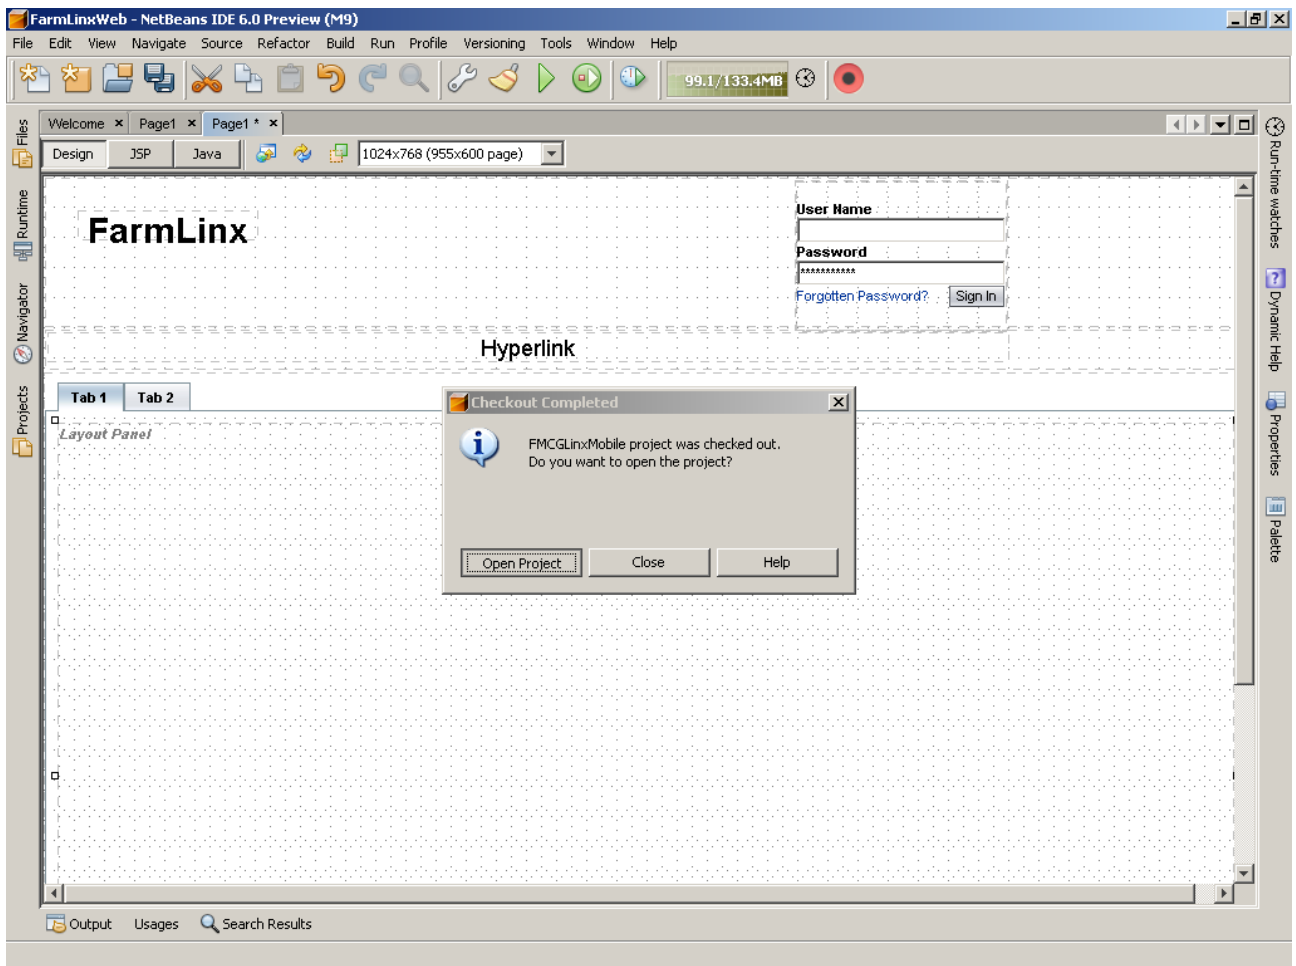 FarmLinxWeb - NetBeans IDE 6.0 Preview (M9)
File Edit View Navigate Source Refactor Build Run Profile Versioning Tools Window Help
99.1/133.4MB
Welcome Page1 Page1 *
Design JSP Java 1024x768 (955x600 page)
Files
Runtime
Navigator
Projects
FarmLinx
User Name
Password
***********
Forgotten Password? Sign In
Hyperlink
Tab 1 Tab 2
Layout Panel
Checkout Completed
FMCGLinxMobile project was checked out.
Do you want to open the project?
Open Project Close Help
Run-time watches
Dynamic Help
Properties
Palette
Output Usages Search Results